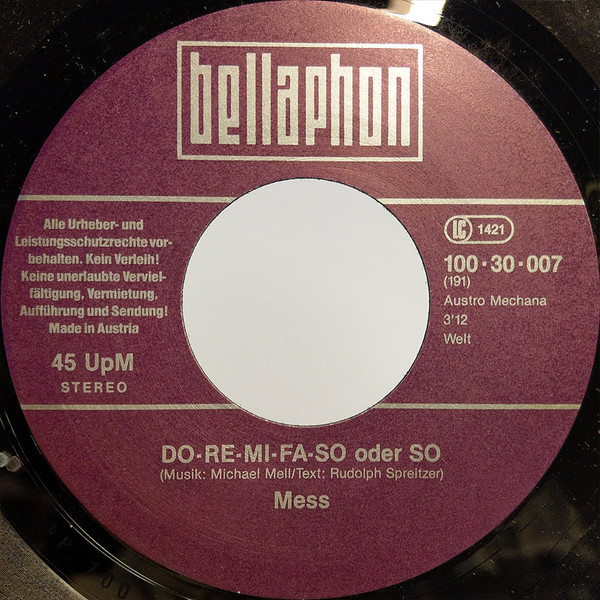 bellaphon
Alle Urheber- und
Leistungsschutzrechte vor-
behalten. Kein Verleih!
Keine unerlaubte Verviel-
fältigung, Vermietung,
Aufführung und Sendung!
Made in Austria
45 UpM
STEREO
LC 1421
100·30·007
(191)
Austro Mechana
3'12
Welt
DO-RE-MI-FA-SO oder SO
(Musik: Michael Mell/Text: Rudolph Spreitzer)
Mess